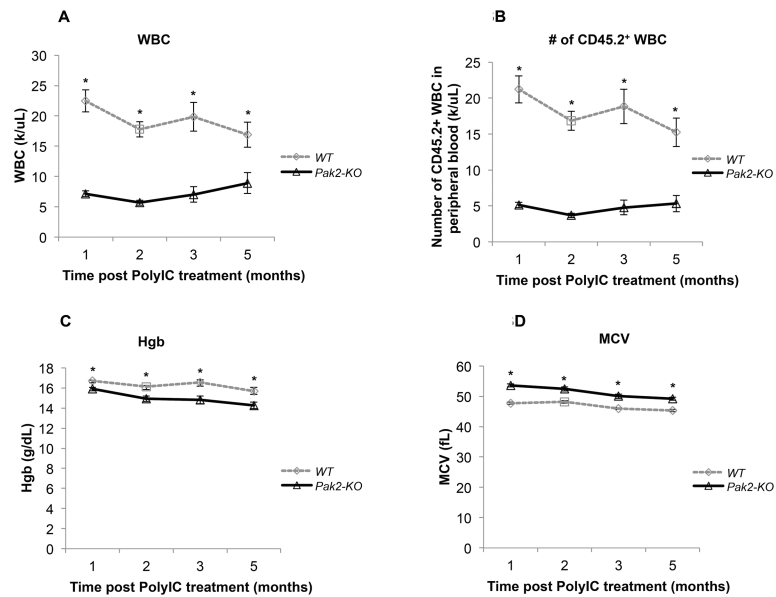 A
WBC
30
25
20
15
10
5
0
WBC (k/uL)
*
*
*
*
WT
Pak2-KO
1 2 3 5
Time post PolyIC treatment (months)
B
# of CD45.2+ WBC
25
20
15
10
5
0
Number of CD45.2+ WBC in
peripheral blood (k/uL)
*
*
*
*
WT
Pak2-KO
1 2 3 5
Time post PolyIC treatment (months)
C
Hgb
18
16
14
12
10
8
6
4
2
0
Hgb (g/dL)
*
*
*
*
WT
Pak2-KO
1 2 3 5
Time post PolyIC treatment (months)
D
MCV
60
50
40
30
20
10
0
MCV (fL)
*
*
*
*
WT
Pak2-KO
1 2 3 5
Time post PolyIC treatment (months)